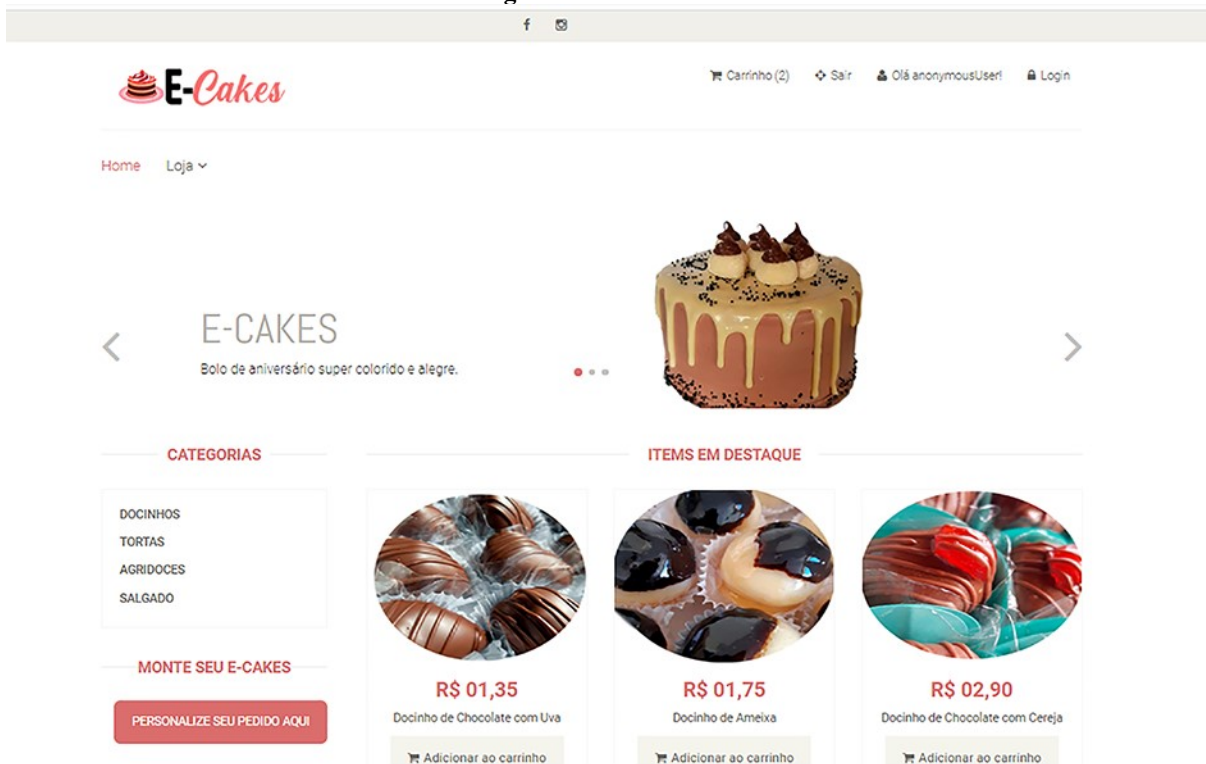 E-Cakes
Carrinho (2) Sair Olá anonymousUser! Login
Home Loja
E-CAKES
Bolo de aniversário super colorido e alegre.
CATEGORIAS
DOCINHOS
TORTAS
AGRIDOCES
SALGADO
MONTE SEU E-CAKES
PERSONALIZE SEU PEDIDO AQUI
ITEMS EM DESTAQUE
R$ 01,35
Docinho de Chocolate com Uva
Adicionar ao carrinho
R$ 01,75
Docinho de Ameixa
Adicionar ao carrinho
R$ 02,90
Docinho de Chocolate com Cereja
Adicionar ao carrinho